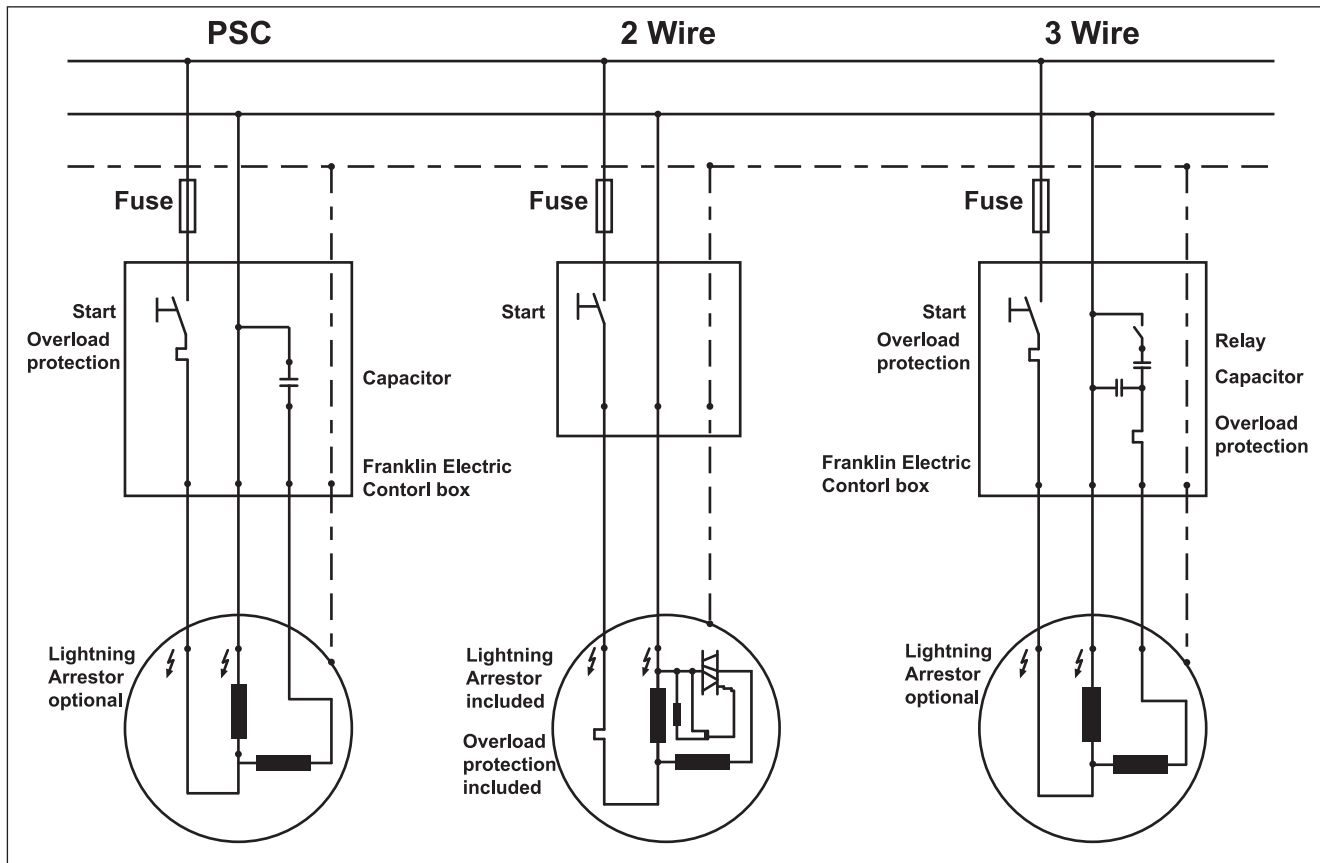 PSC
2 Wire
3 Wire
Fuse
Fuse
Fuse
Start
Overload
protection
Capacitor
Franklin Electric
Contorl box
Start
Start
Overload
protection
Relay
Capacitor
Overload
protection
Franklin Electric
Contorl box
Lightning
Arrestor
optional
Lightning
Arrestor
included
Overload
protection
included
Lightning
Arrestor
optional